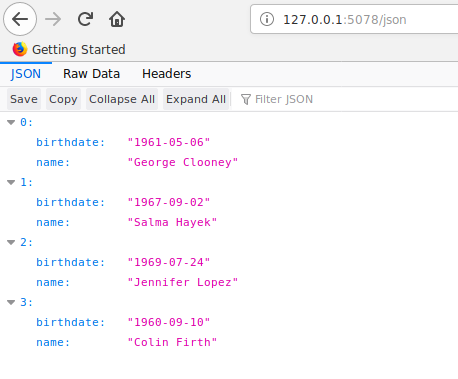 127.0.0.1:5078/json
Getting Started
JSON Raw Data Headers
Save Copy Collapse All Expand All Filter JSON
0:
birthdate: "1961-05-06"
name: "George Clooney"
1:
birthdate: "1967-09-02"
name: "Salma Hayek"
2:
birthdate: "1969-07-24"
name: "Jennifer Lopez"
3:
birthdate: "1960-09-10"
name: "Colin Firth"